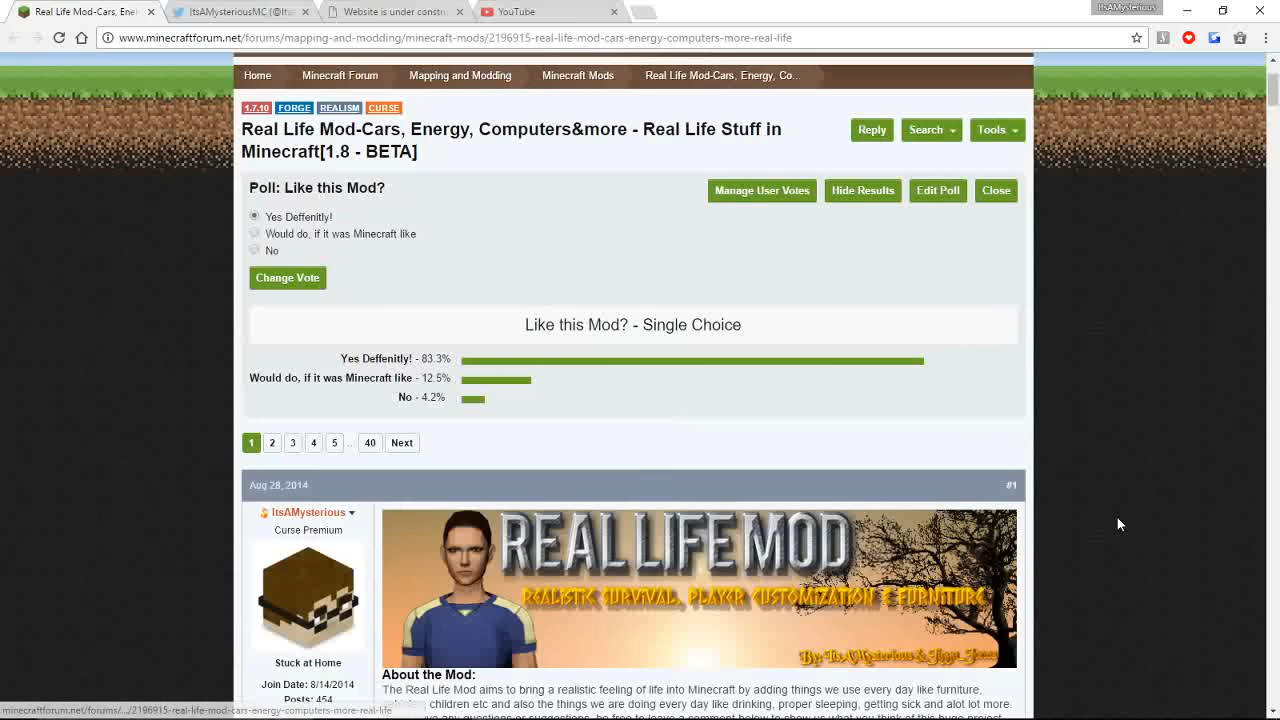 Real Life Mod-Cars, Ene
ItsAMysteriousMC (@Itsa
Website is under constru
YouTube
ItsAMysterious
www.minecraftforum.net/forums/mapping-and-modding/minecraft-mods/2196915-real-life-mod-cars-energy-computers-more-real-life
Home
Minecraft Forum
Mapping and Modding
Minecraft Mods
Real Life Mod-Cars, Energy, Co...
1.7.10 FORGE REALISM CURSE
Real Life Mod-Cars, Energy, Computers&more - Real Life Stuff in
Minecraft[1.8 - BETA]
Reply
Search
Tools
Poll: Like this Mod?
Manage User Votes
Hide Results
Edit Poll
Close
Yes Deffenitly!
Would do, if it was Minecraft like
No
Change Vote
Like this Mod? - Single Choice
Yes Deffenitly! - 83.3%
Would do, if it was Minecraft like - 12.5%
No - 4.2%
1 2 3 4 5 .. 40 Next
Aug 28, 2014
#1
ItsAMysterious
Curse Premium
REAL LIFE MOD
REALISTIC SURVIVAL, PLAYER CUSTOMIZATION & FURNITURE
Stuck at Home
Join Date: 8/14/2014
Posts: 454
About the Mod:
The Real Life Mod aims to bring a realistic feeling of life into Minecraft by adding things we use every day like furniture,
children etc and also the things we are doing every day like drinking, proper sleeping, getting sick and alot lot more.
minecraftforum.net/forums/.../2196915-real-life-mod-cars-energy-computers-more-real-life